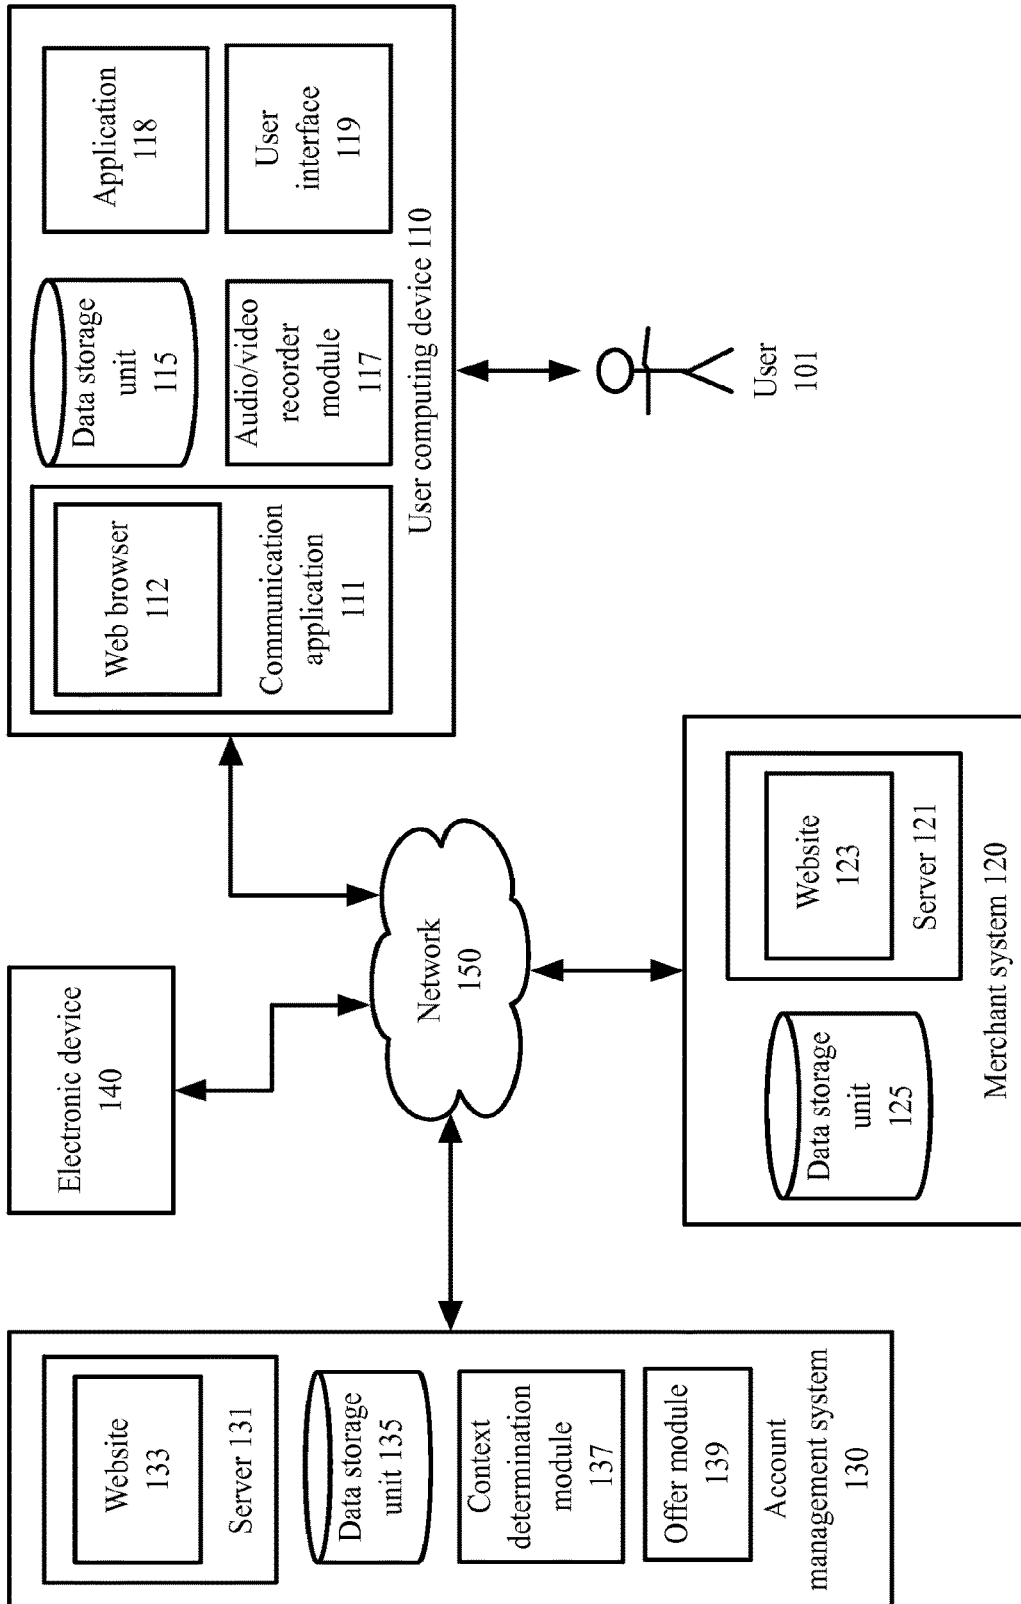 Website
133
Server 131
Data storage
unit 135
Context
determination
module
137
Offer module
139
Account
management system
130
Electronic device
140
Network
150
Web browser
112
Communication
application
111
Data storage
unit
115
Audio/video
recorder
module
117
Application
118
User
interface
119
User computing device 110
User
101
Data storage
unit
125
Website
123
Server 121
Merchant system 120